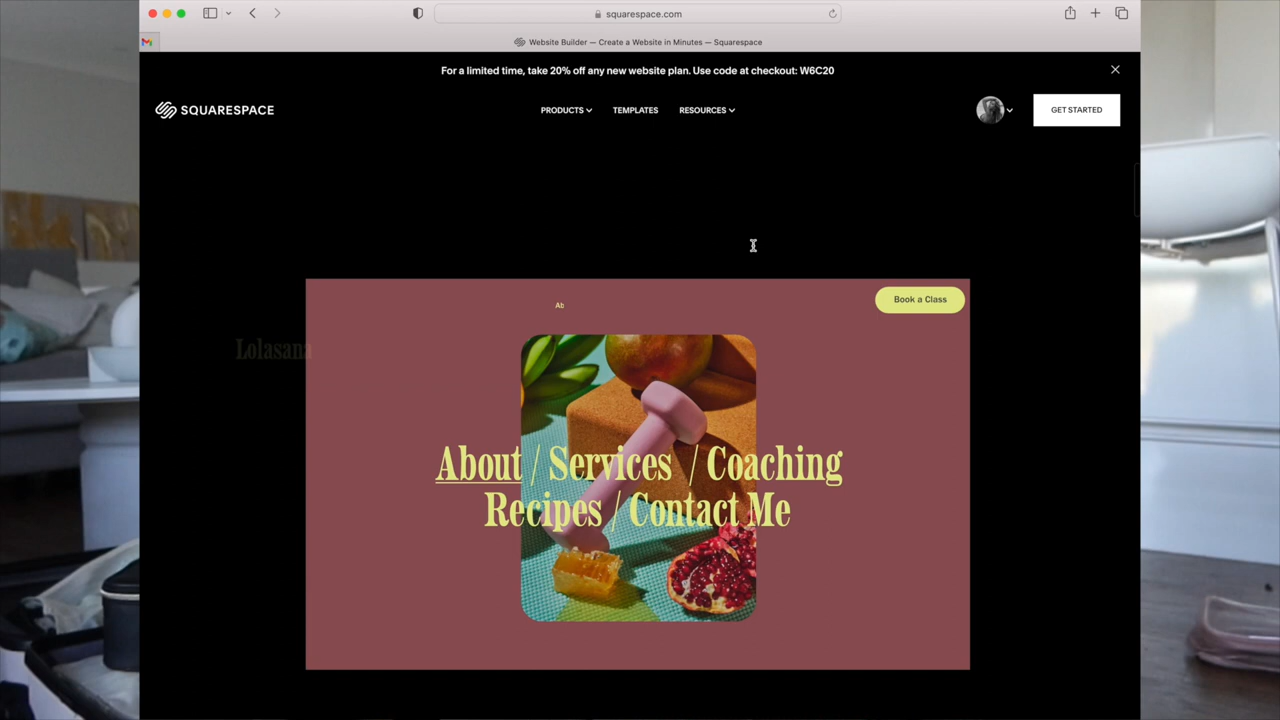 squarespace.com
Website Builder — Create a Website in Minutes — Squarespace
For a limited time, take 20% off any new website plan. Use code at checkout: W6C20
SQUARESPACE
PRODUCTS
TEMPLATES
RESOURCES
GET STARTED
Ab
Book a Class
Lolasana
About / Services / Coaching
Recipes / Contact Me